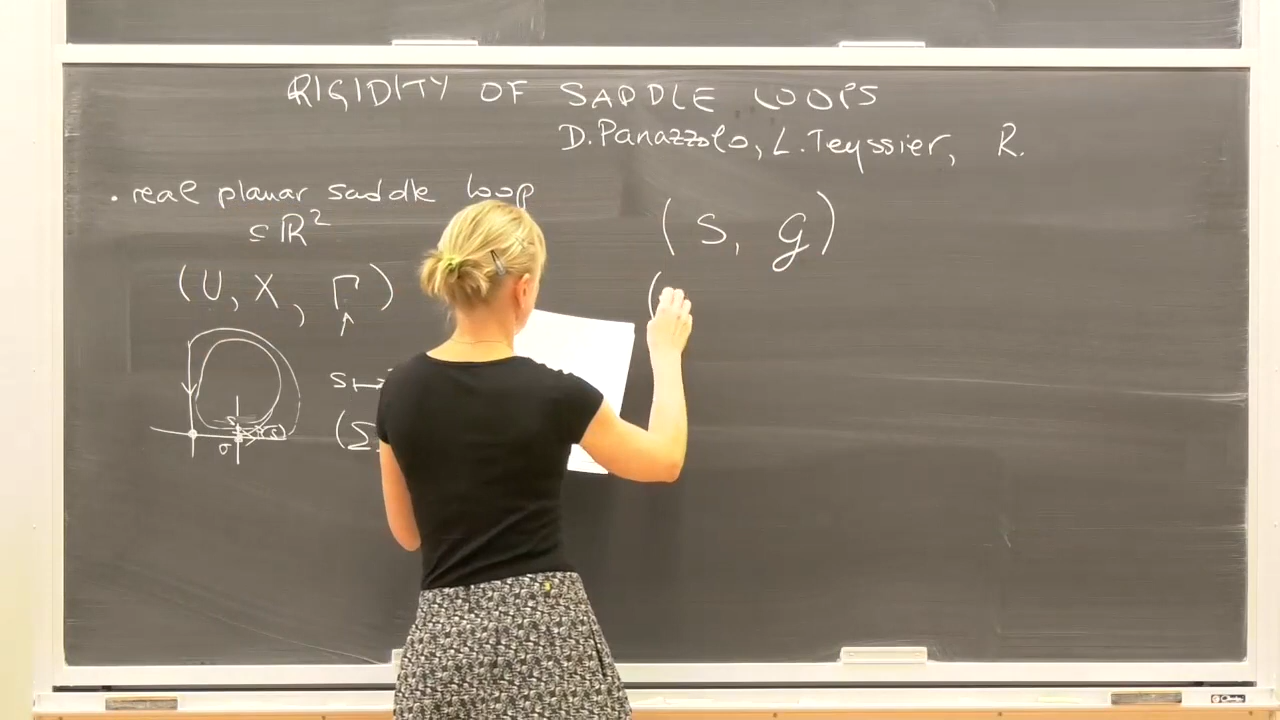 RIGIDITY OF SADDLE LOOPS
D. Panazzolo, L. Teyssier, R.
• real planar saddle loop
⊆ ℝ²
(U, X, Γ)
↑
s ↦
(Σ
s
σ
(S, G)
(